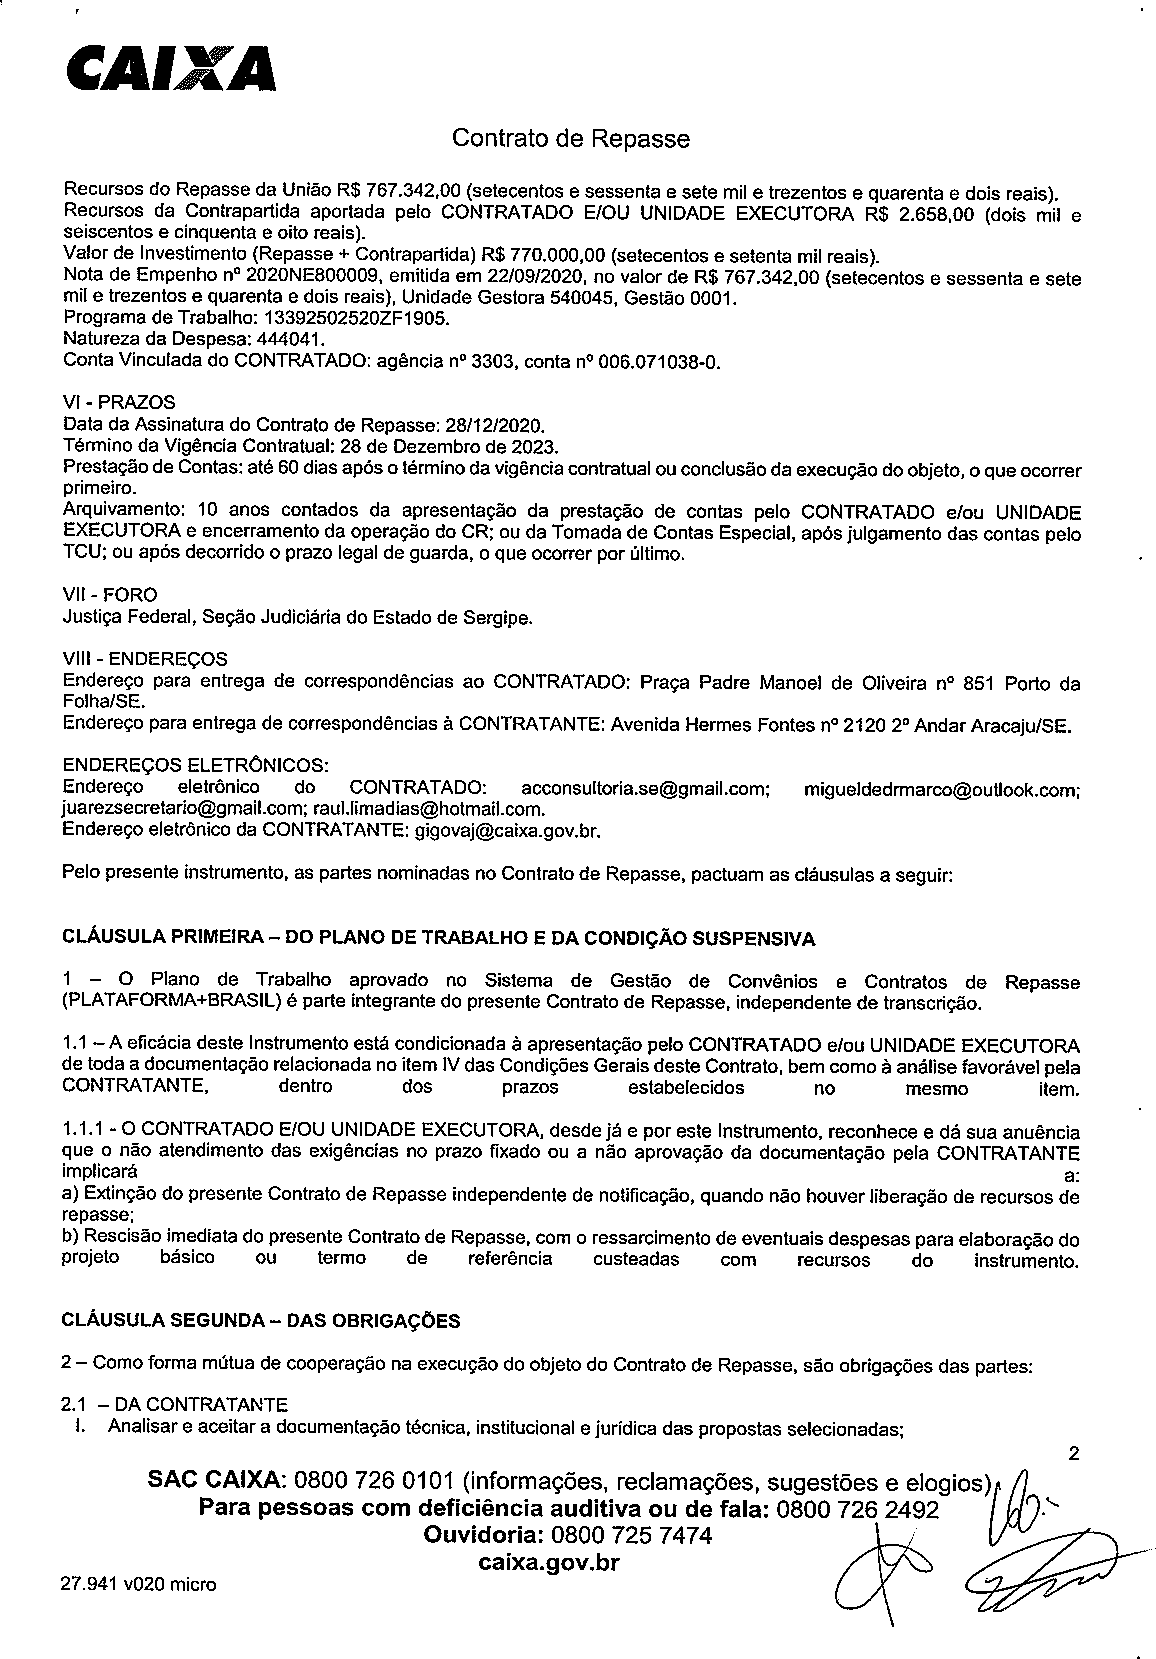 CAIXA
Contrato de Repasse
Recursos do Repasse da União R$ 767.342,00 (setecentos e sessenta e sete mil e trezentos e quarenta e dois reais).
Recursos da Contrapartida aportada pelo CONTRATADO E/OU UNIDADE EXECUTORA R$ 2.658,00 (dois mil e
seiscentos e cinquenta e oito reais).
Valor de Investimento (Repasse + Contrapartida) R$ 770.000,00 (setecentos e setenta mil reais).
Nota de Empenho nº 2020NE800009, emitida em 22/09/2020, no valor de R$ 767.342,00 (setecentos e sessenta e sete
mil e trezentos e quarenta e dois reais), Unidade Gestora 540045, Gestão 0001.
Programa de Trabalho: 13392502520ZF1905.
Natureza da Despesa: 444041.
Conta Vinculada do CONTRATADO: agência nº 3303, conta nº 006.071038-0.
VI - PRAZOS
Data da Assinatura do Contrato de Repasse: 28/12/2020.
Término da Vigência Contratual: 28 de Dezembro de 2023.
Prestação de Contas: até 60 dias após o término da vigência contratual ou conclusão da execução do objeto, o que ocorrer
primeiro.
Arquivamento: 10 anos contados da apresentação da prestação de contas pelo CONTRATADO e/ou UNIDADE
EXECUTORA e encerramento da operação do CR; ou da Tomada de Contas Especial, após julgamento das contas pelo
TCU; ou após decorrido o prazo legal de guarda, o que ocorrer por último.
VII - FORO
Justiça Federal, Seção Judiciária do Estado de Sergipe.
VIII - ENDEREÇOS
Endereço para entrega de correspondências ao CONTRATADO: Praça Padre Manoel de Oliveira nº 851 Porto da
Folha/SE.
Endereço para entrega de correspondências à CONTRATANTE: Avenida Hermes Fontes nº 2120 2º Andar Aracaju/SE.
ENDEREÇOS ELETRÔNICOS:
Endereço eletrônico do CONTRATADO: acconsultoria.se@gmail.com; migueldedrmarco@outlook.com;
juarezsecretario@gmail.com; raul.limadias@hotmail.com.
Endereço eletrônico da CONTRATANTE: gigovaj@caixa.gov.br.
Pelo presente instrumento, as partes nominadas no Contrato de Repasse, pactuam as cláusulas a seguir:
CLÁUSULA PRIMEIRA – DO PLANO DE TRABALHO E DA CONDIÇÃO SUSPENSIVA
1 – O Plano de Trabalho aprovado no Sistema de Gestão de Convênios e Contratos de Repasse
(PLATAFORMA+BRASIL) é parte integrante do presente Contrato de Repasse, independente de transcrição.
1.1 – A eficácia deste Instrumento está condicionada à apresentação pelo CONTRATADO e/ou UNIDADE EXECUTORA
de toda a documentação relacionada no item IV das Condições Gerais deste Contrato, bem como à análise favorável pela
CONTRATANTE, dentro dos prazos estabelecidos no mesmo item.
1.1.1 - O CONTRATADO E/OU UNIDADE EXECUTORA, desde já e por este Instrumento, reconhece e dá sua anuência
que o não atendimento das exigências no prazo fixado ou a não aprovação da documentação pela CONTRATANTE
implicará a:
a) Extinção do presente Contrato de Repasse independente de notificação, quando não houver liberação de recursos de
repasse;
b) Rescisão imediata do presente Contrato de Repasse, com o ressarcimento de eventuais despesas para elaboração do
projeto básico ou termo de referência custeadas com recursos do instrumento.
CLÁUSULA SEGUNDA – DAS OBRIGAÇÕES
2 – Como forma mútua de cooperação na execução do objeto do Contrato de Repasse, são obrigações das partes:
2.1 – DA CONTRATANTE
I. Analisar e aceitar a documentação técnica, institucional e jurídica das propostas selecionadas;
2
SAC CAIXA: 0800 726 0101 (informações, reclamações, sugestões e elogios)
Para pessoas com deficiência auditiva ou de fala: 0800 726 2492
Ouvidoria: 0800 725 7474
caixa.gov.br
27.941 v020 micro